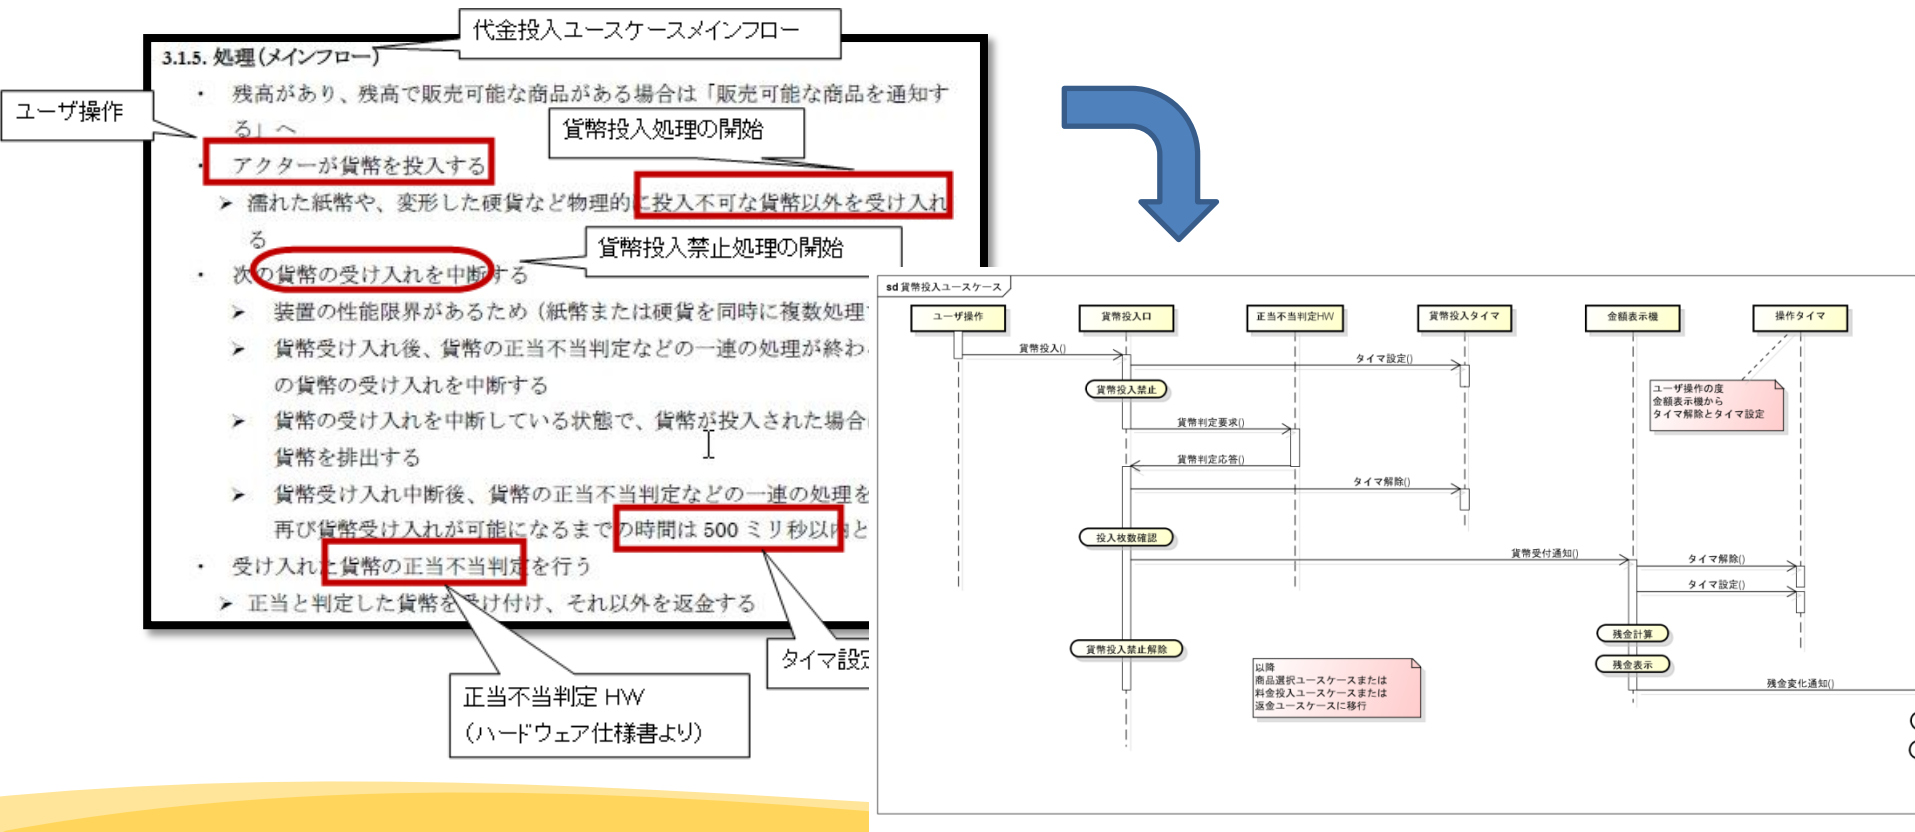 代金投入ユースケースメインフロー
3.1.5. 処理(メインフロー)
・ 残高があり、残高で販売可能な商品がある場合は「販売可能な商品を通知す
る」へ
ユーザ操作
貨幣投入処理の開始
・ アクターが貨幣を投入する
➢ 濡れた紙幣や、変形した硬貨など物理的に投入不可な貨幣以外を受け入れ
る
貨幣投入禁止処理の開始
・ 次の貨幣の受け入れを中断する
➢ 装置の性能限界があるため（紙幣または硬貨を同時に複数処理
➢ 貨幣受け入れ後、貨幣の正当不当判定などの一連の処理が終わ
の貨幣の受け入れを中断する
➢ 貨幣の受け入れを中断している状態で、貨幣が投入された場合
貨幣を排出する
➢ 貨幣受け入れ中断後、貨幣の正当不当判定などの一連の処理を
再び貨幣受け入れが可能になるまでの時間は 500 ミリ秒以内と
・ 受け入れた貨幣の正当不当判定を行う
➢ 正当と判定した貨幣を受け付け、それ以外を返金する
タイマ設定
正当不当判定 HW
（ハードウェア仕様書より）
sd 貨幣投入ユースケース
ユーザ操作
貨幣投入口
正当不当判定HW
貨幣投入タイマ
金額表示機
操作タイマ
貨幣投入()
タイマ設定()
貨幣投入禁止
ユーザ操作の度
金額表示機から
タイマ解除とタイマ設定
貨幣判定要求()
貨幣判定応答()
タイマ解除()
投入枚数確認
貨幣受付通知()
タイマ解除()
タイマ設定()
残金計算
貨幣投入禁止解除
残金表示
以降
商品選択ユースケースまたは
料金投入ユースケースまたは
返金ユースケースに移行
残金変化通知()